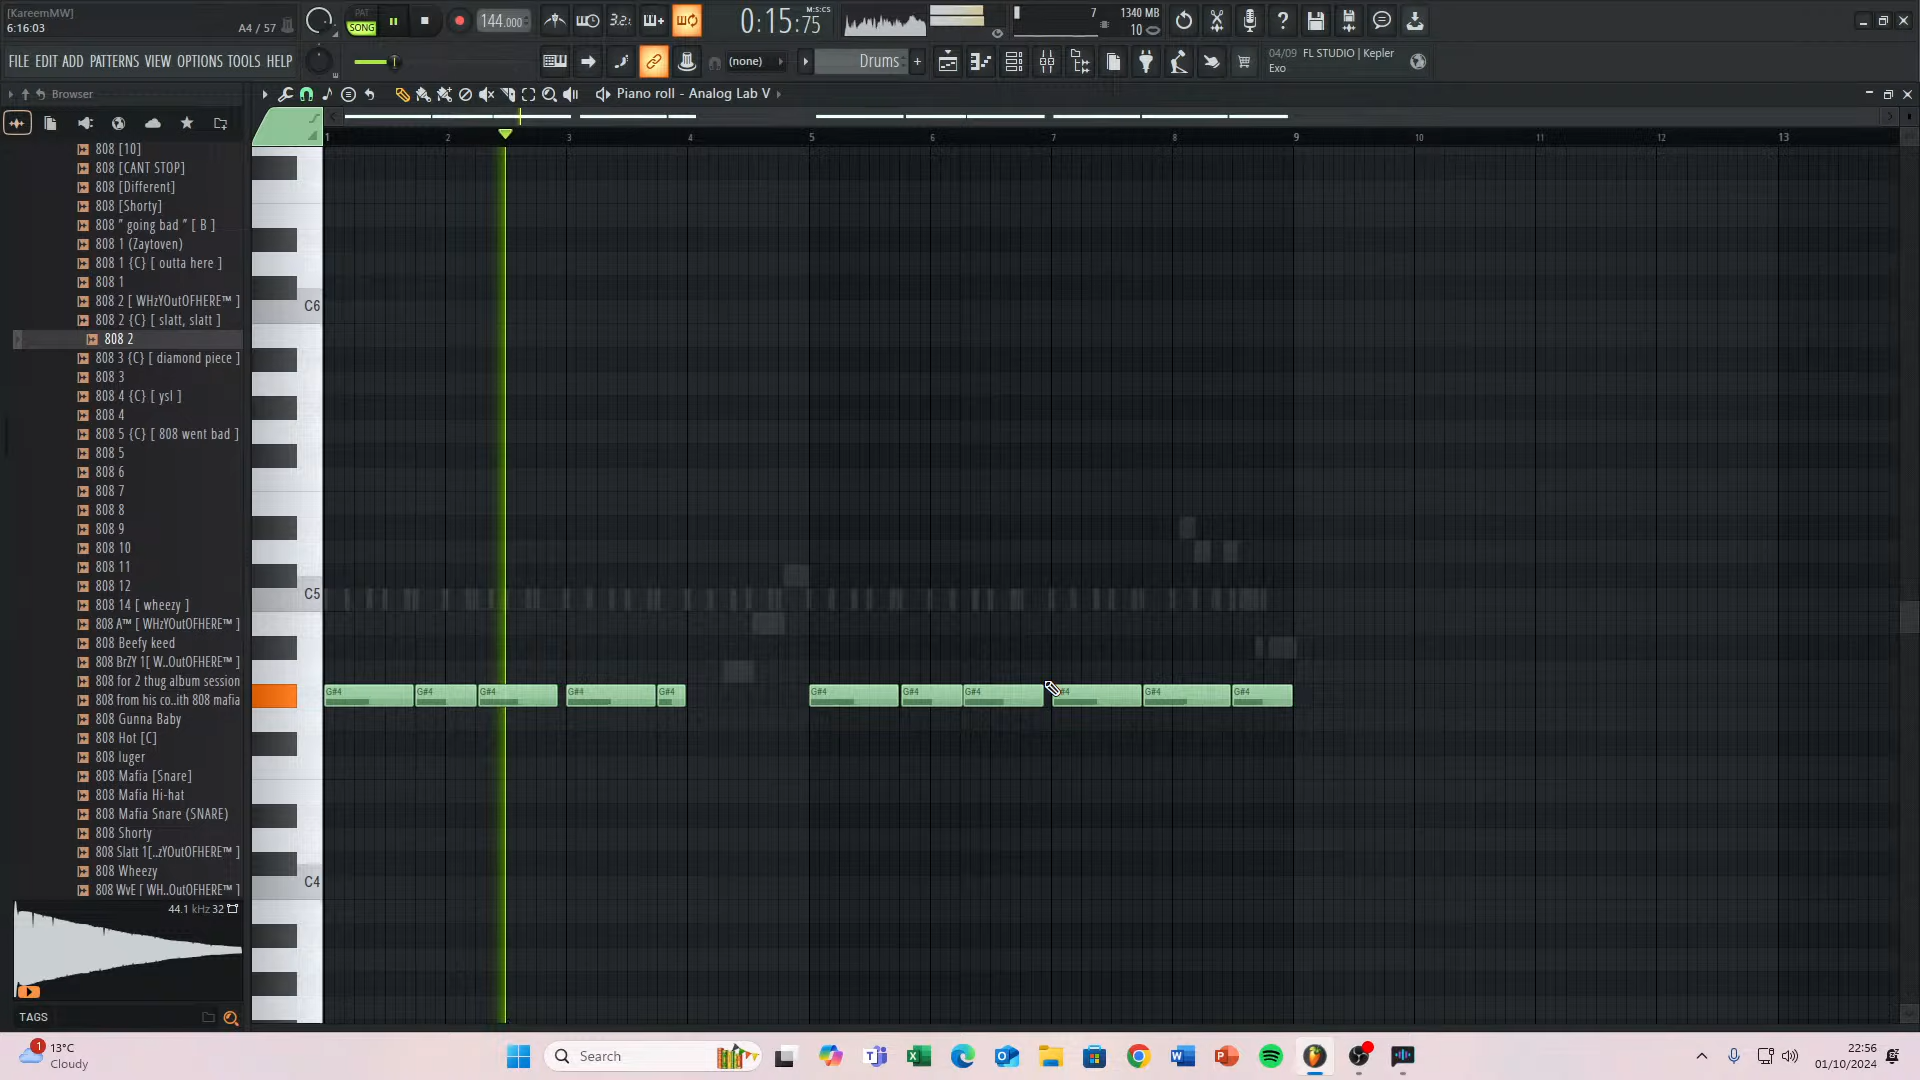 [KareemMW]
6:16:03
A4 / 57
PAT
SONG
144.000
3.2.
0:15:75
M:S:CS
7
1340 MB
10
FILE EDIT ADD PATTERNS VIEW OPTIONS TOOLS HELP
(none)
Drums
04/09 FL STUDIO | Kepler
Exo
Browser
Piano roll - Analog Lab V
1 2 3 4 5 6 7 8 9 10 11 12 13
808 [10]
808 [CANT STOP]
808 [Different]
808 [Shorty]
808 " going bad " [ B ]
808 1 (Zaytoven)
808 1 {C} [ outta here ]
808 1
808 2 [ WHzYOutOFHERE™ ]
808 2 {C} [ slatt, slatt ]
808 2
808 3 {C} [ diamond piece ]
808 3
808 4 {C} [ ysl ]
808 4
808 5 {C} [ 808 went bad ]
808 5
808 6
808 7
808 8
808 9
808 10
808 11
808 12
808 14 [ wheezy ]
808 A™ [ WHzYOutOFHERE™ ]
808 Beefy keed
808 BrZY 1[ W..OutOFHERE™ ]
808 for 2 thug album session
808 from his co..ith 808 mafia
808 Gunna Baby
808 Hot [C]
808 luger
808 Mafia [Snare]
808 Mafia Hi-hat
808 Mafia Snare (SNARE)
808 Shorty
808 Slatt 1[..zYOutOFHERE™ ]
808 Wheezy
808 WvE [ WH..OutOFHERE™ ]
C6
C5
C4
G#4 G#4 G#4 G#4 G#4 G#4 G#4 G#4 G#4 G#4 G#4
44.1 kHz 32
TAGS
1
13°C
Cloudy
Search
22:56
01/10/2024